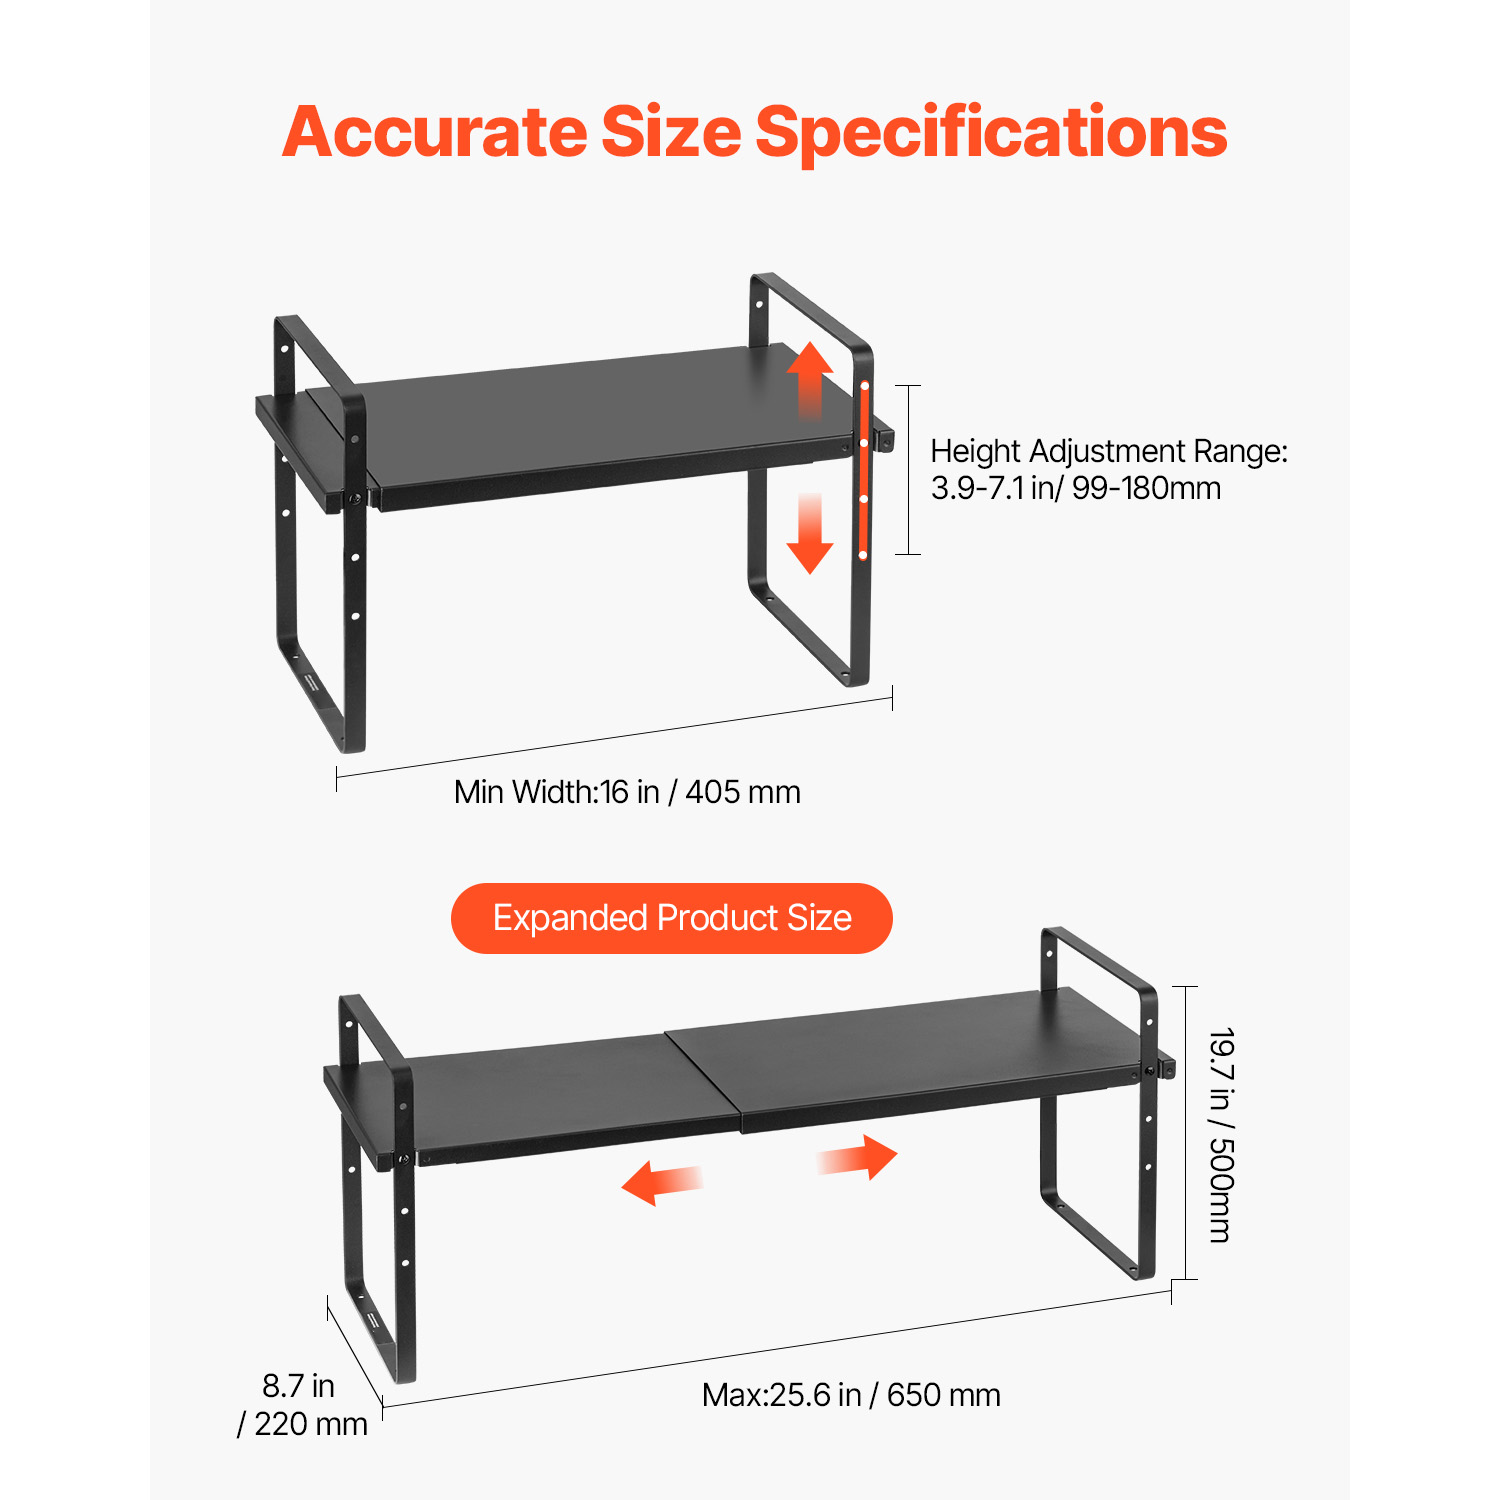 Accurate Size Specifications
Height Adjustment Range:
3.9-7.1 in/ 99-180mm
Min Width:16 in / 405 mm
Expanded Product Size
19.7 in / 500mm
8.7 in
/ 220 mm
Max:25.6 in / 650 mm